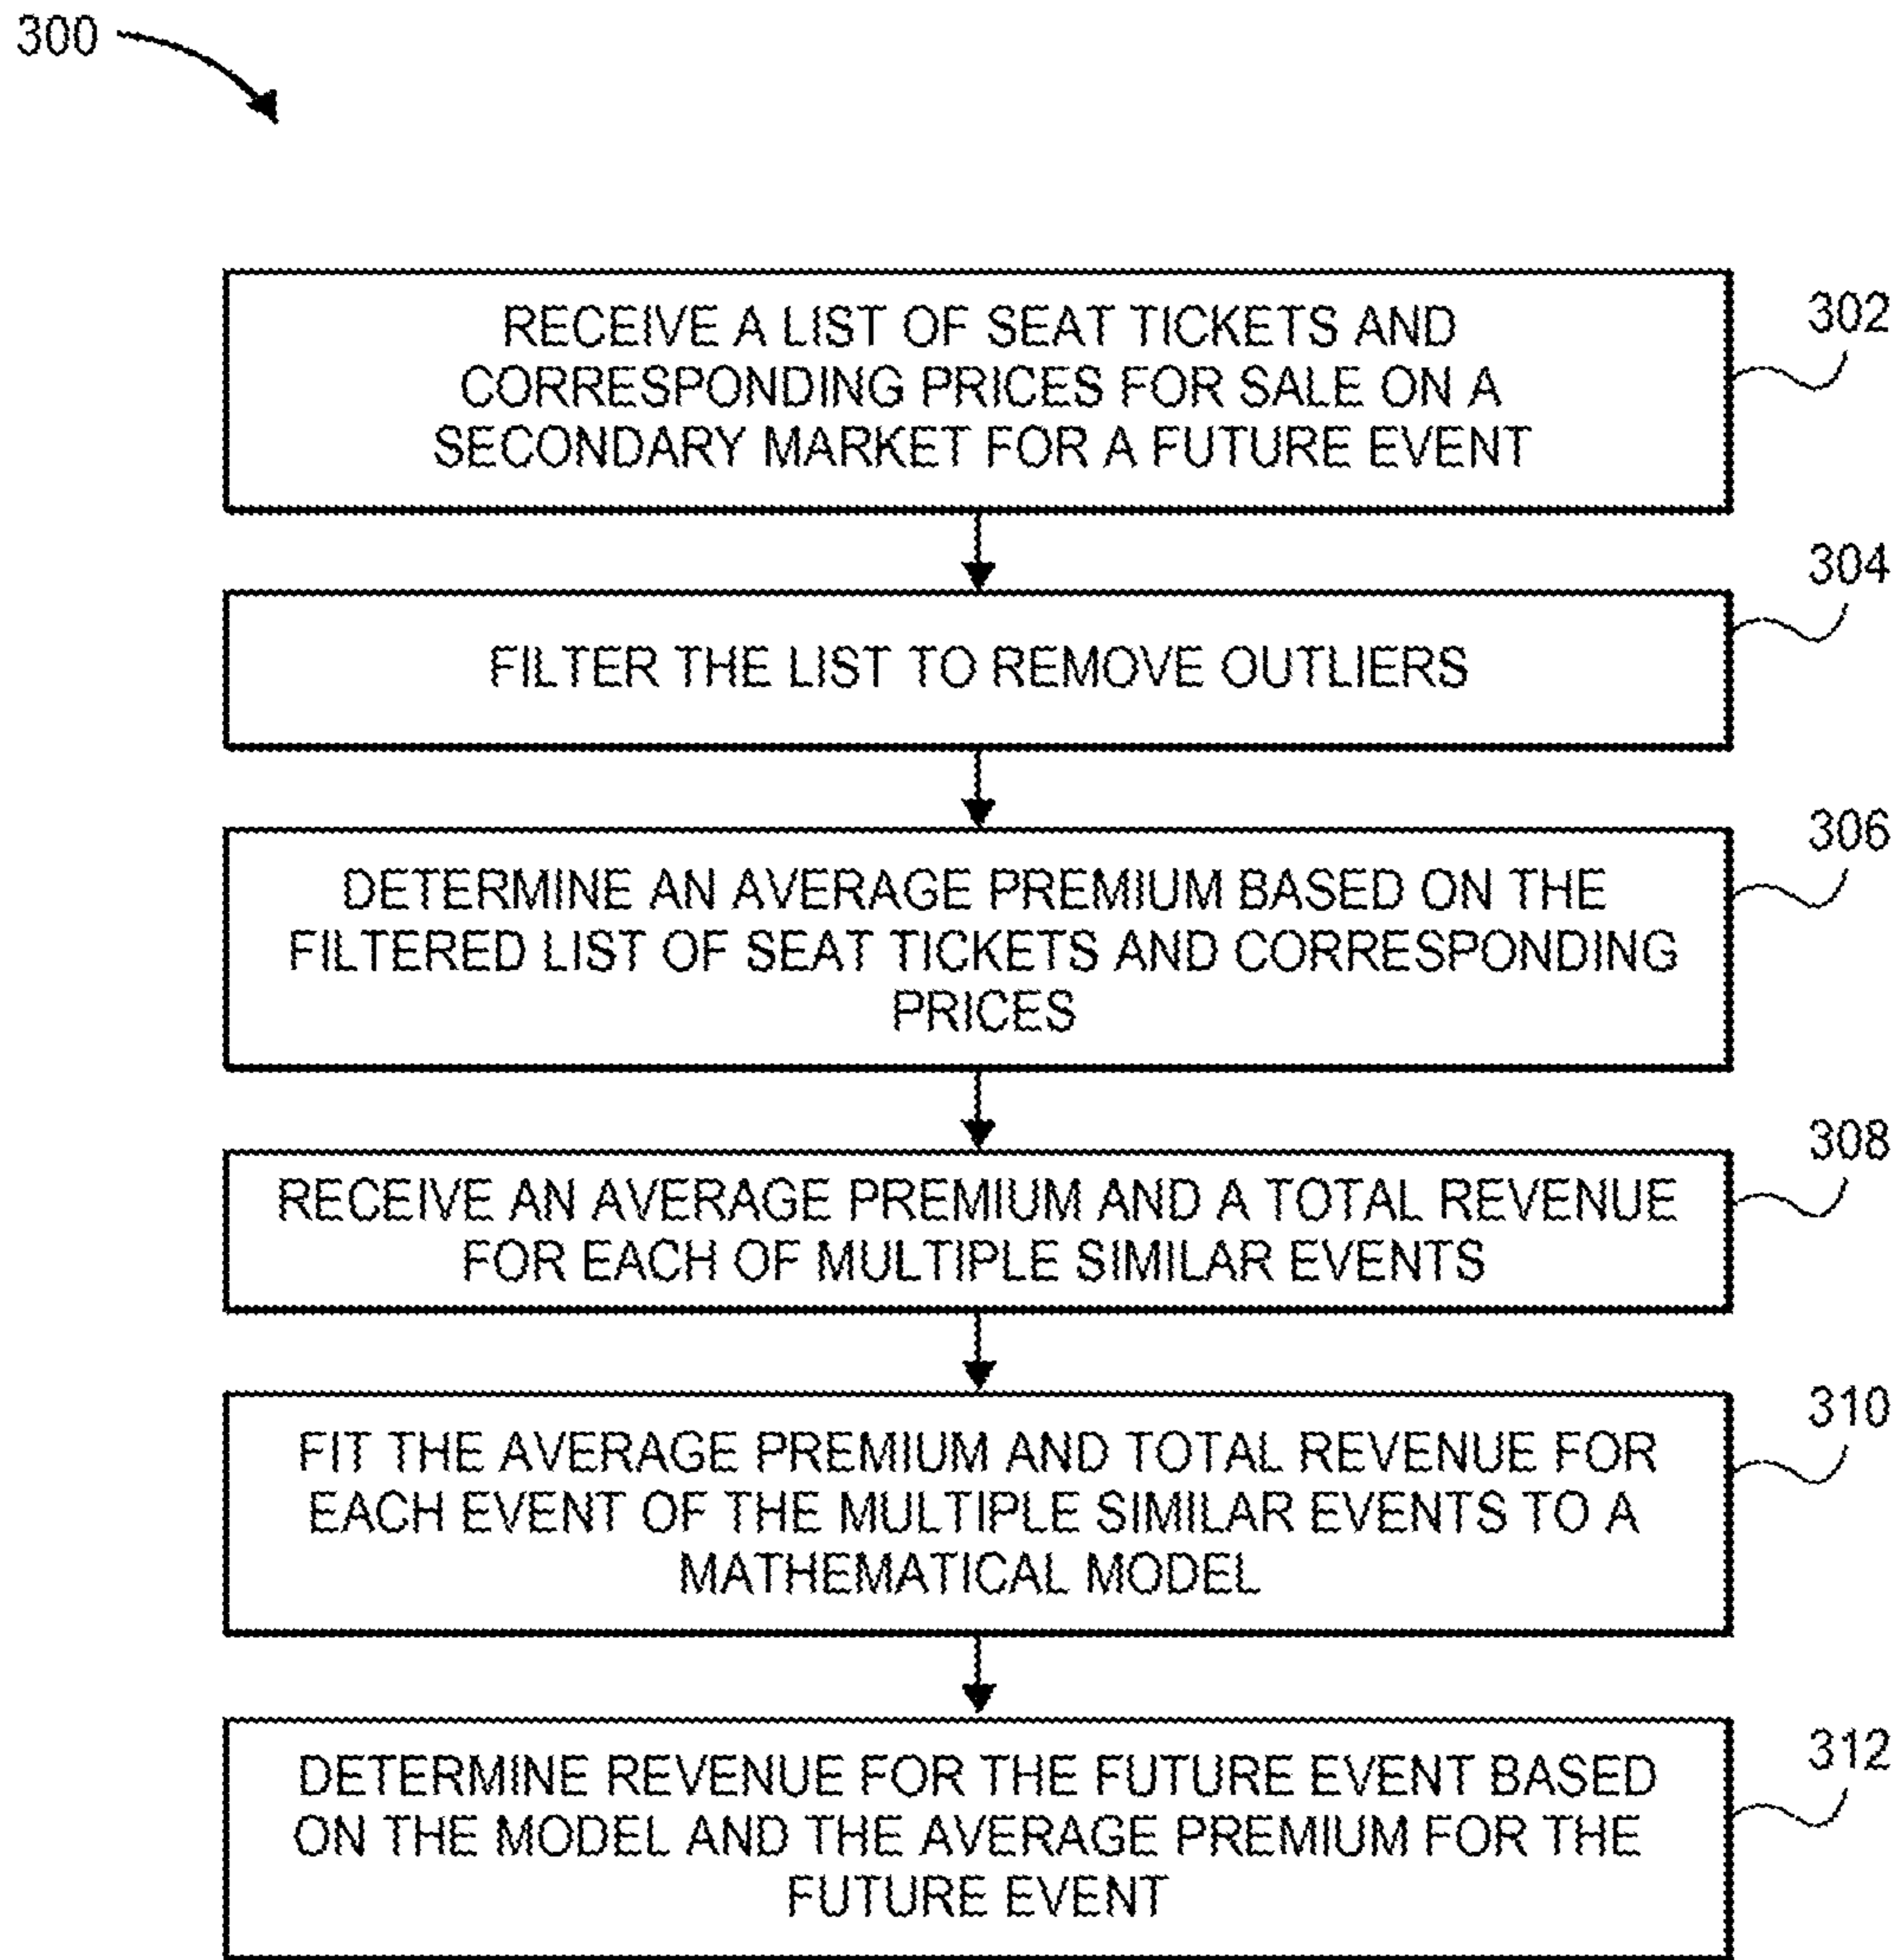 300
RECEIVE A LIST OF SEAT TICKETS AND
CORRESPONDING PRICES FOR SALE ON A
SECONDARY MARKET FOR A FUTURE EVENT
302
FILTER THE LIST TO REMOVE OUTLIERS
304
DETERMINE AN AVERAGE PREMIUM BASED ON THE
FILTERED LIST OF SEAT TICKETS AND CORRESPONDING
PRICES
306
RECEIVE AN AVERAGE PREMIUM AND A TOTAL REVENUE
FOR EACH OF MULTIPLE SIMILAR EVENTS
308
FIT THE AVERAGE PREMIUM AND TOTAL REVENUE FOR
EACH EVENT OF THE MULTIPLE SIMILAR EVENTS TO A
MATHEMATICAL MODEL
310
DETERMINE REVENUE FOR THE FUTURE EVENT BASED
ON THE MODEL AND THE AVERAGE PREMIUM FOR THE
FUTURE EVENT
312